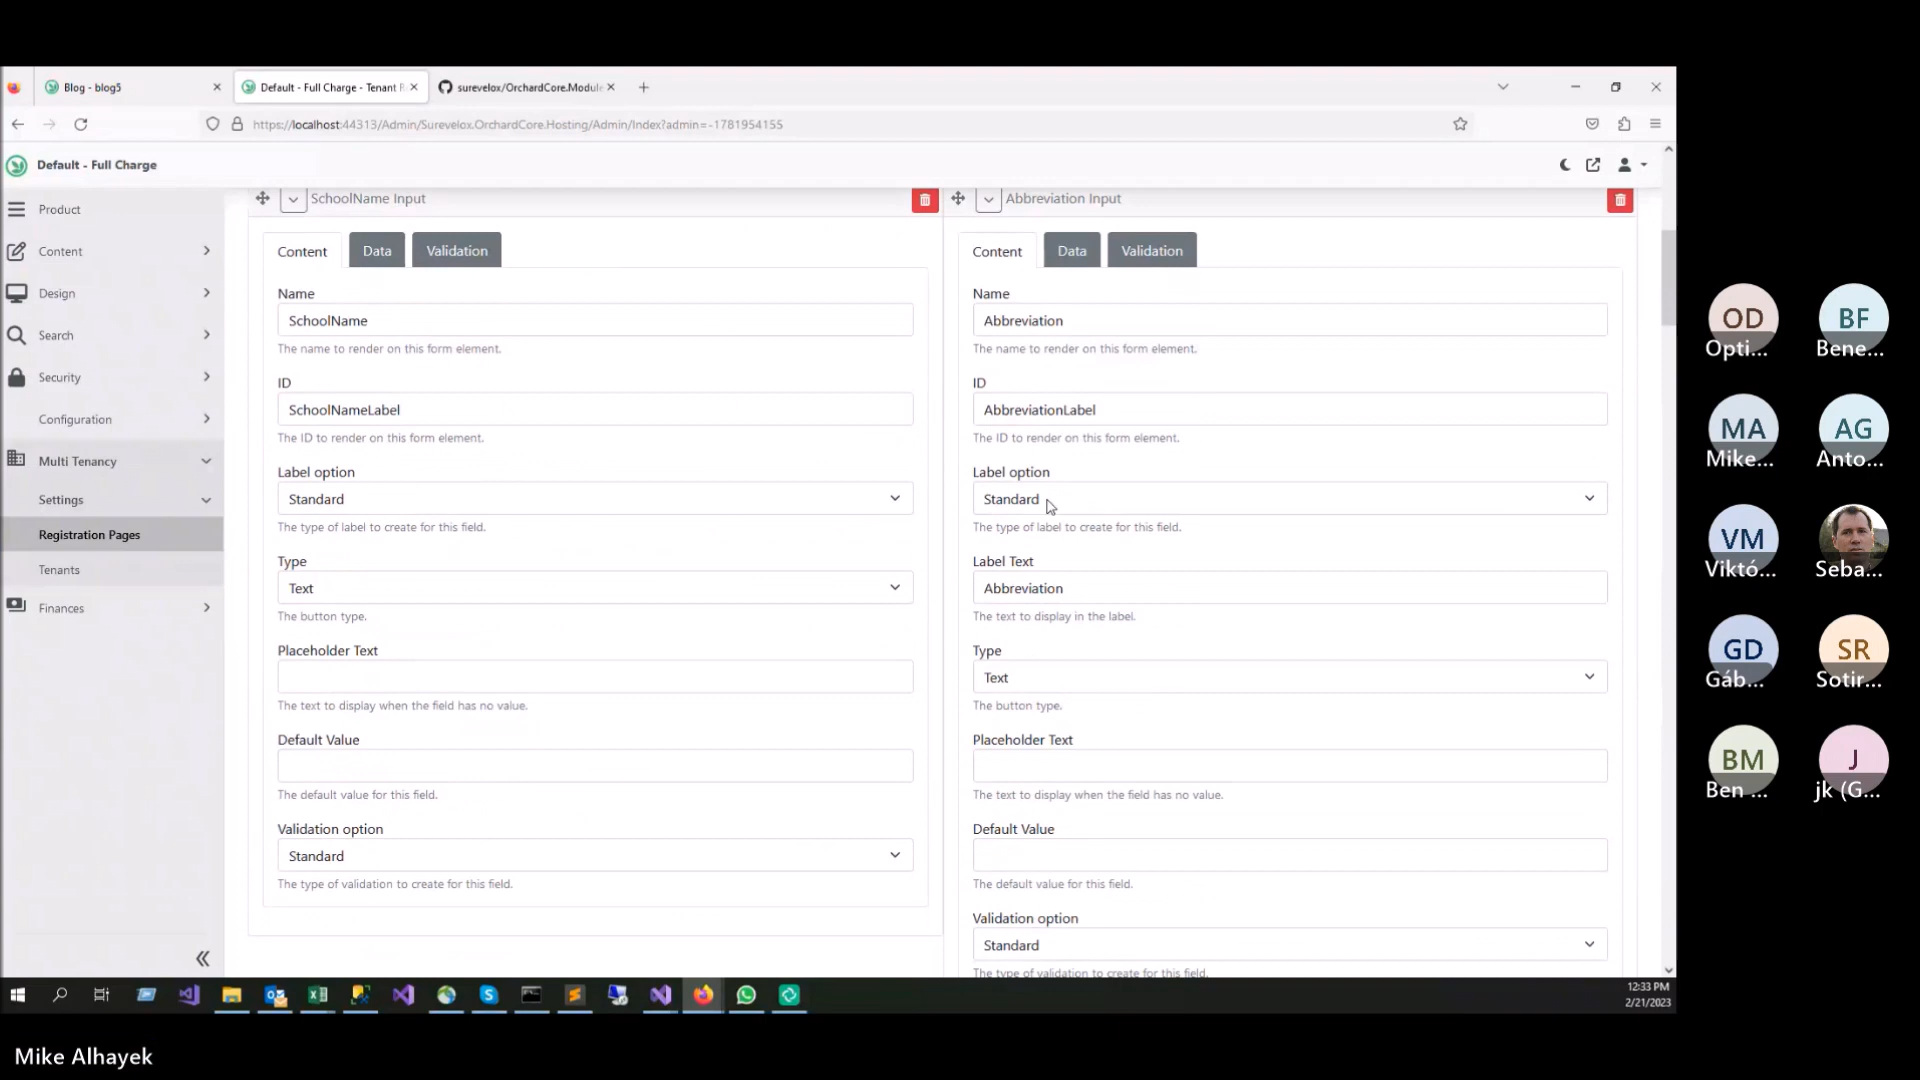 Blog - blog5
Default - Full Charge - Tenant R
surevelox/OrchardCore.Module
https://localhost:44313/Admin/Surevelox.OrchardCore.Hosting/Admin/Index?admin=-1781954155
Default - Full Charge
Product
Content
Design
Search
Security
Configuration
Multi Tenancy
Settings
Registration Pages
Tenants
Finances
SchoolName Input
Content
Data
Validation
Name
SchoolName
The name to render on this form element.
ID
SchoolNameLabel
The ID to render on this form element.
Label option
Standard
The type of label to create for this field.
Type
Text
The button type.
Placeholder Text
The text to display when the field has no value.
Default Value
The default value for this field.
Validation option
Standard
The type of validation to create for this field.
Abbreviation Input
Content
Data
Validation
Name
Abbreviation
The name to render on this form element.
ID
AbbreviationLabel
The ID to render on this form element.
Label option
Standard
The type of label to create for this field.
Label Text
Abbreviation
The text to display in the label.
Type
Text
The button type.
Placeholder Text
The text to display when the field has no value.
Default Value
The default value for this field.
Validation option
Standard
The type of validation to create for this field.
OD
Opti...
BF
Bene...
MA
Mike...
AG
Anto...
VM
Viktó...
Seba...
GD
Gáb...
SR
Sotir...
BM
Ben ...
J
jk (G...
12:33 PM
2/21/2023
Mike Alhayek